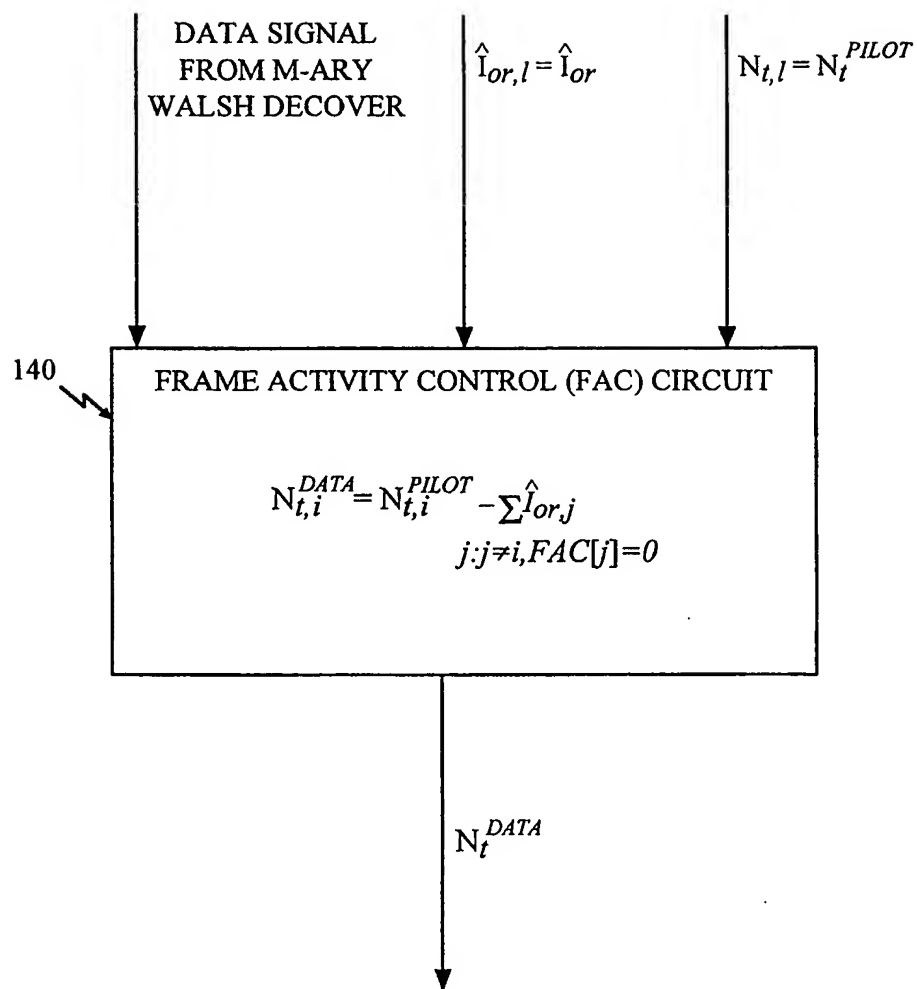 DATA SIGNAL
FROM M-ARY
WALSH DECOVER
Î_{or,l} = Î_{or}
N_{t,l} = N_t^{PILOT}
140
FRAME ACTIVITY CONTROL (FAC) CIRCUIT
N_{t,i}^{DATA} = N_{t,i}^{PILOT} - ∑Î_{or,j}
j:j≠i,FAC[j]=0
N_t^{DATA}